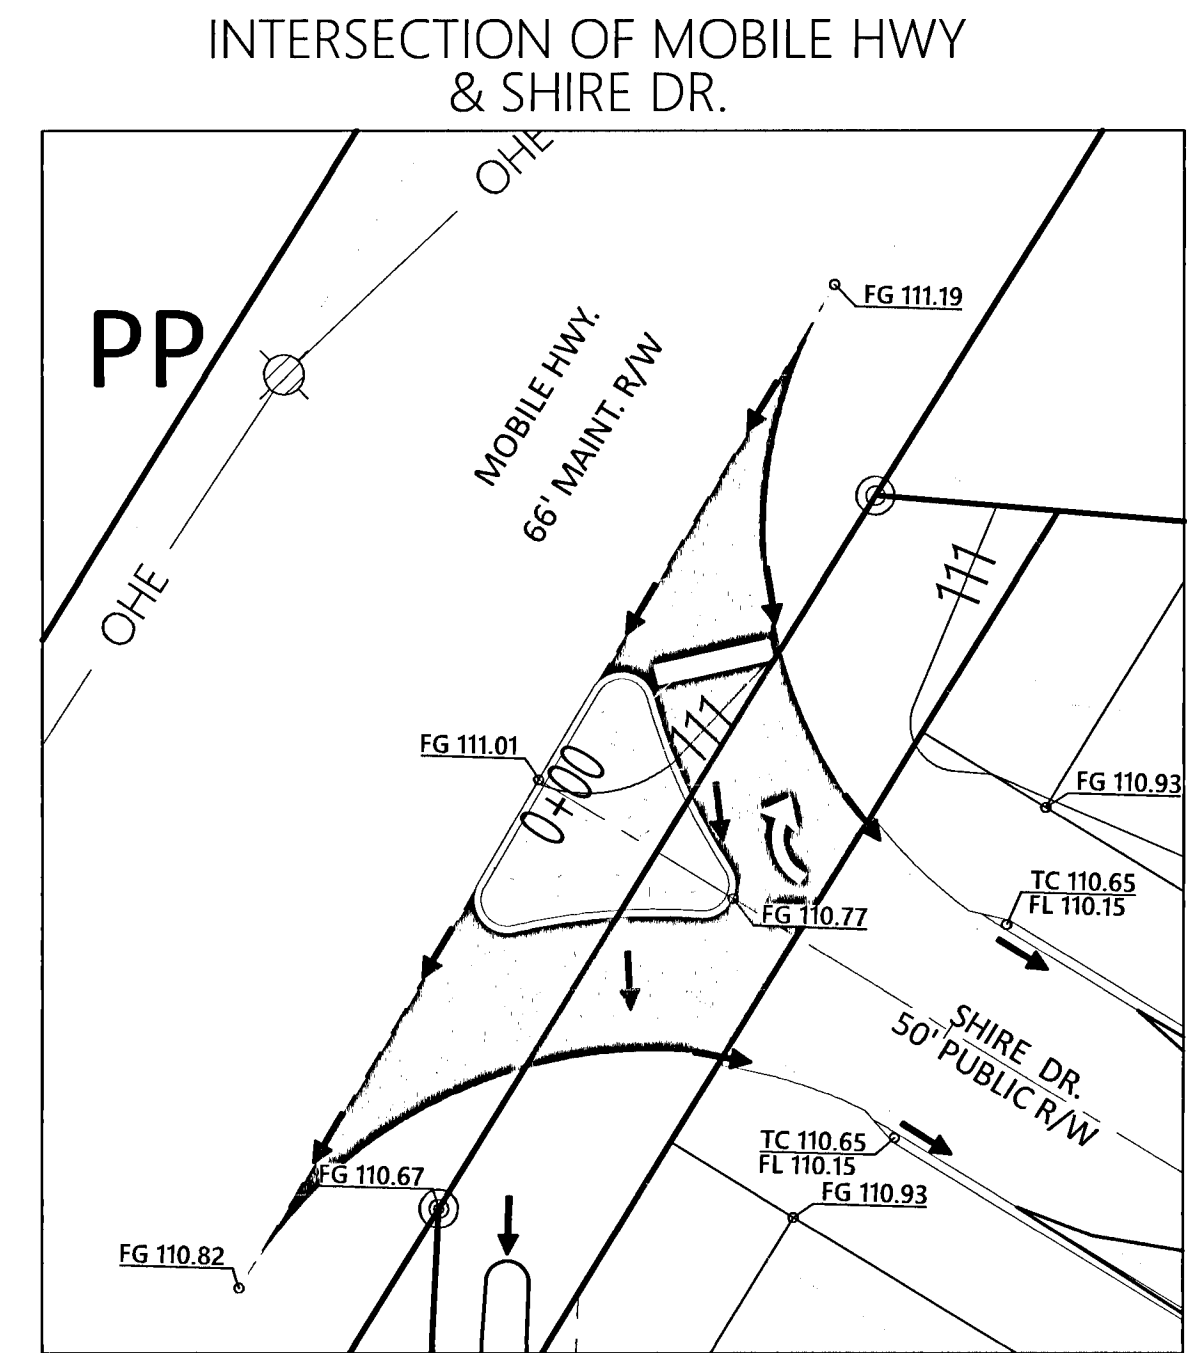 INTERSECTION OF MOBILE HWY
& SHIRE DR.
OHE
PP
FG 111.19
MOBILE HWY.
66' MAINT. R/W
OHE
111
111
FG 111.01
0+00
FG 110.93
TC 110.65
FL 110.15
FG 110.77
SHIRE DR.
50' PUBLIC R/W
TC 110.65
FL 110.15
FG 110.67
FG 110.93
FG 110.82